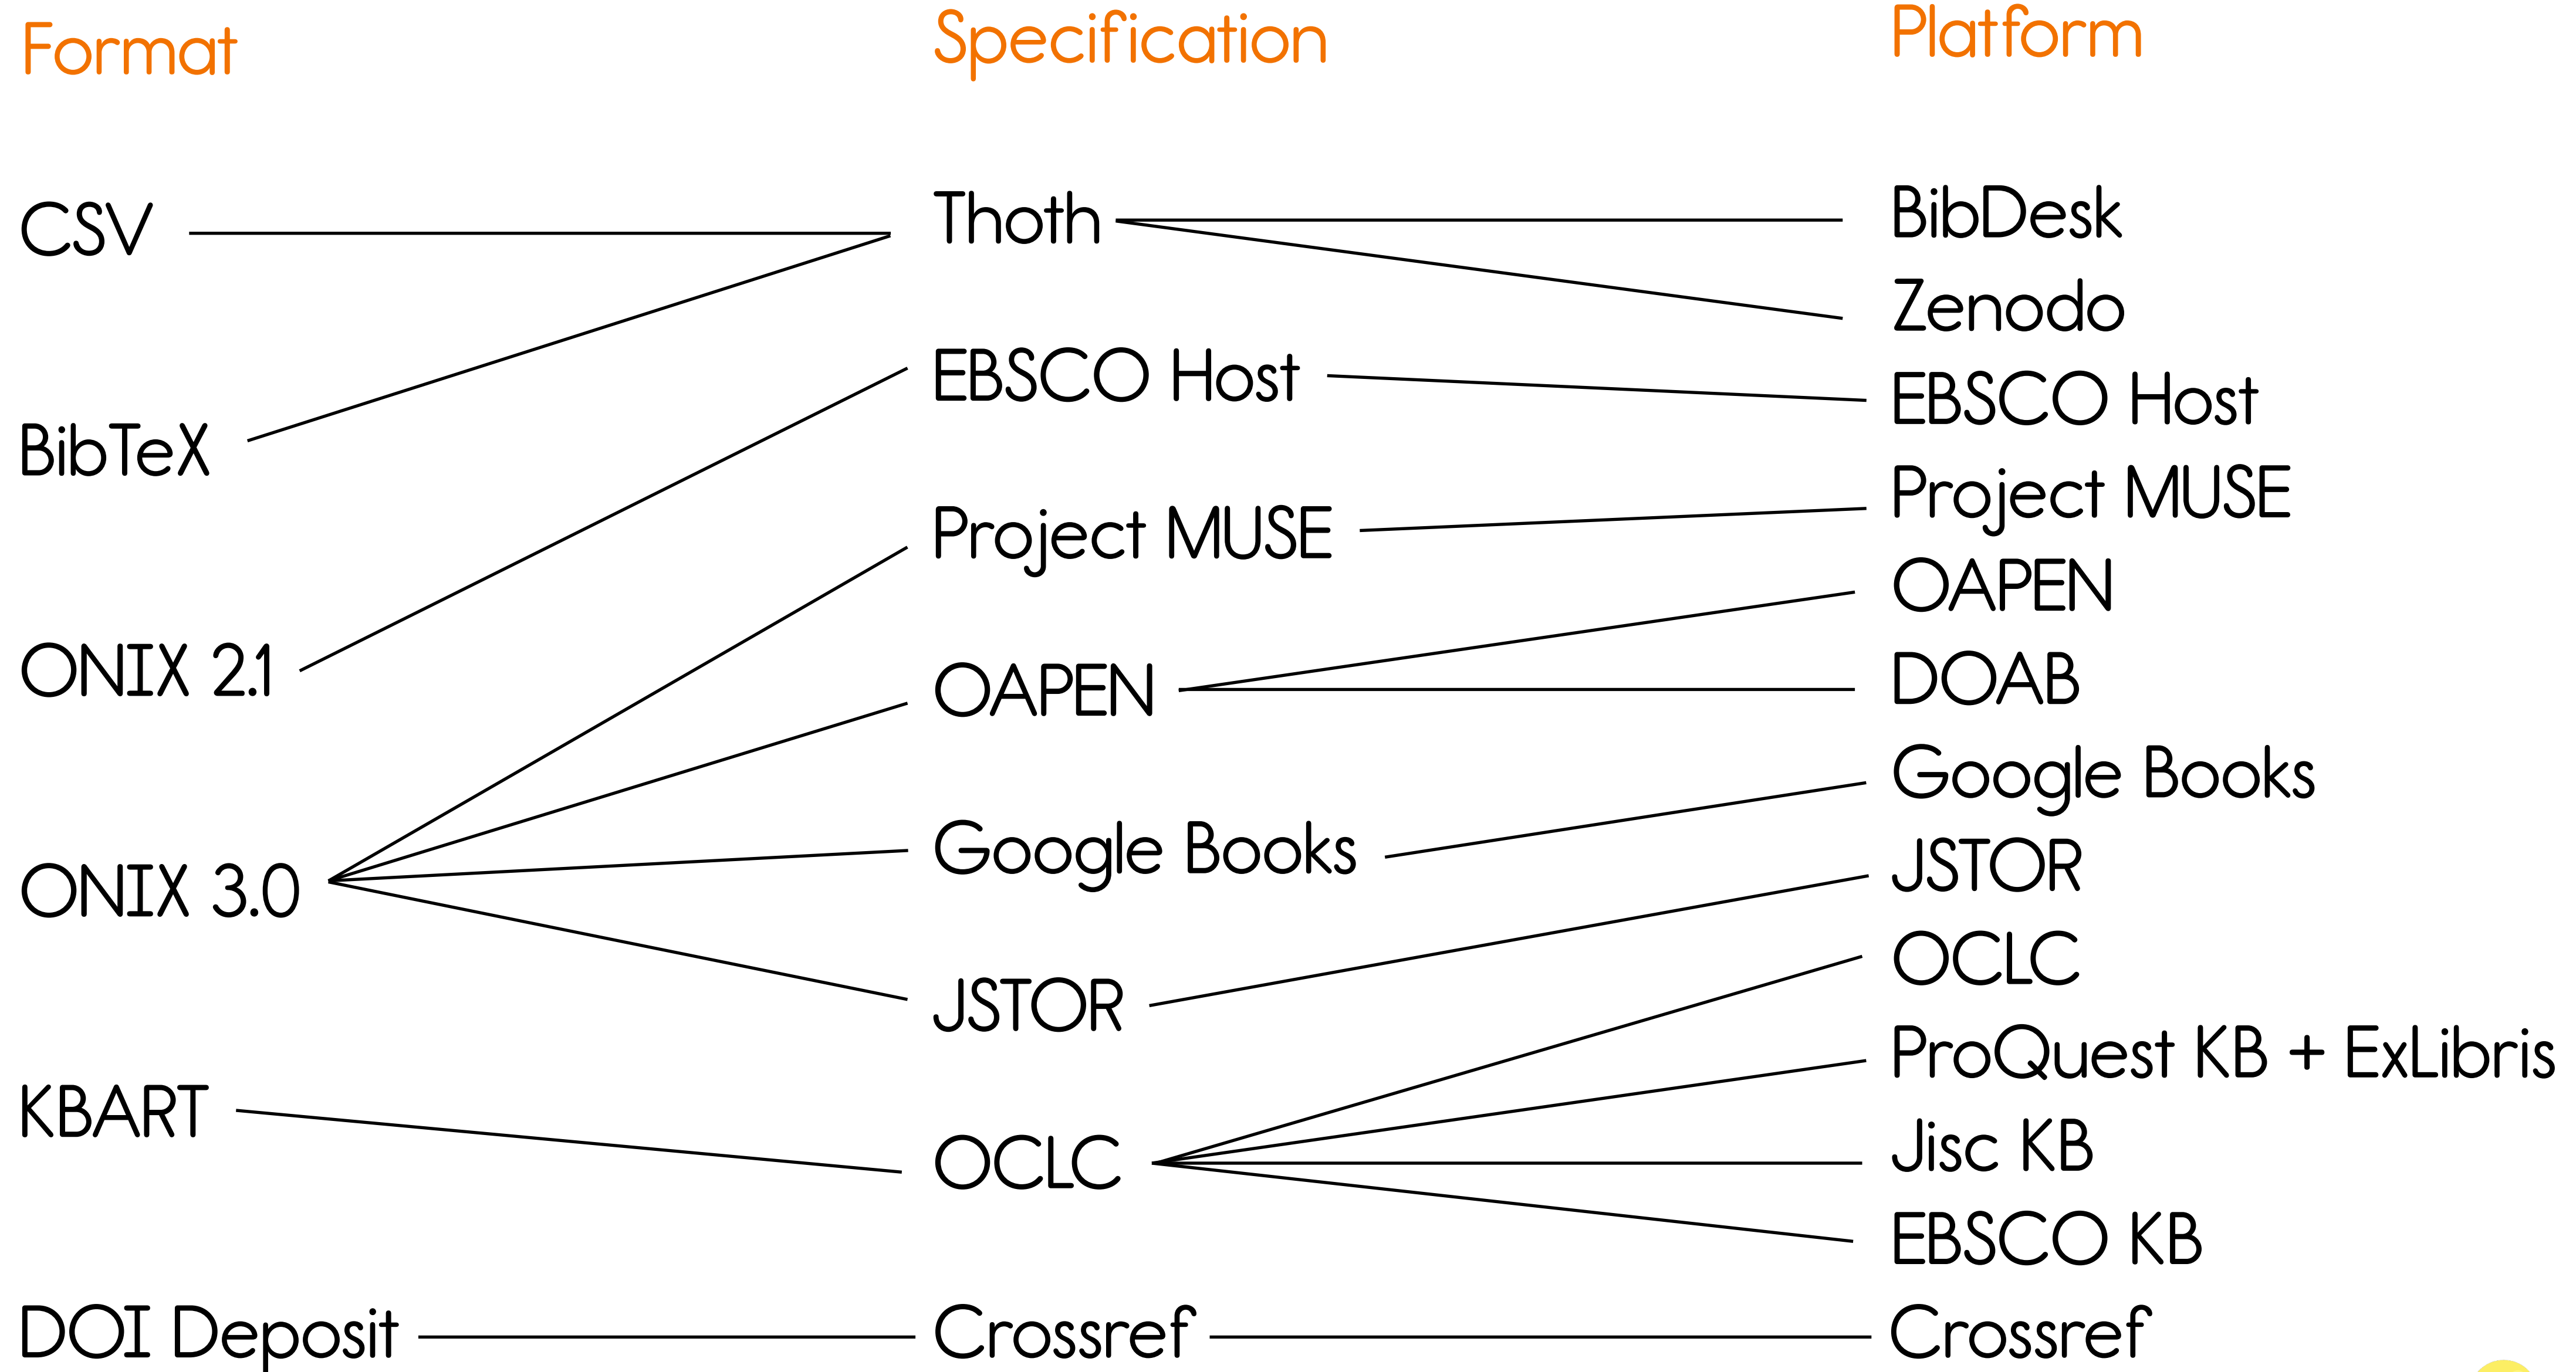 Format
Specification
Platform
CSV
BibTeX
ONIX 2.1
ONIX 3.0
KBART
DOI Deposit
Thoth
EBSCO Host
Project MUSE
OAPEN
Google Books
JSTOR
OCLC
Crossref
BibDesk
Zenodo
EBSCO Host
Project MUSE
OAPEN
DOAB
Google Books
JSTOR
OCLC
ProQuest KB + ExLibris
Jisc KB
EBSCO KB
Crossref